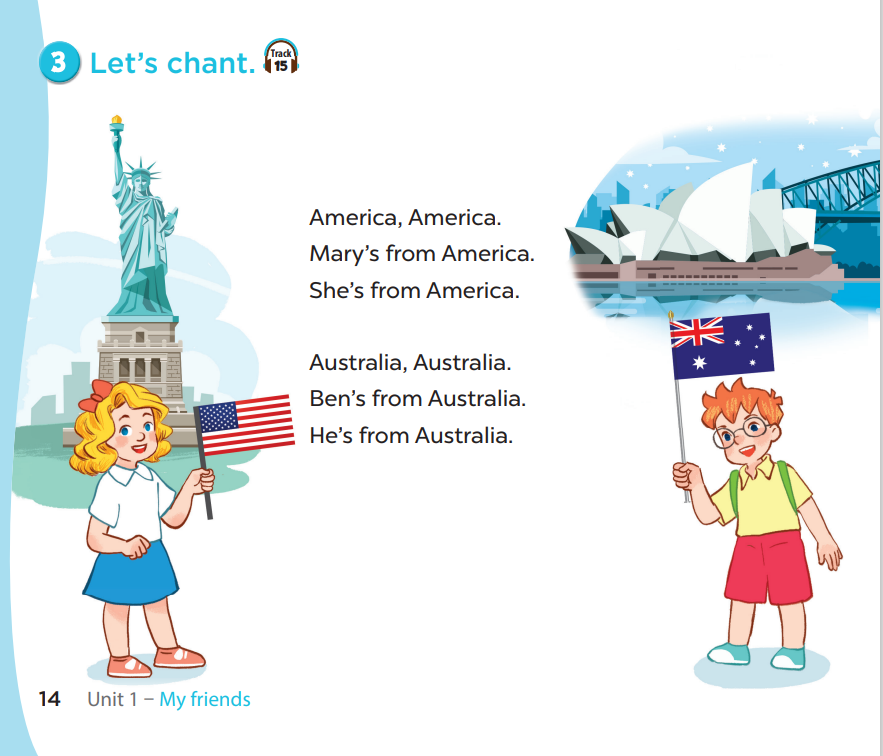 3 Let's chant. Track 15
America, America.
Mary's from America.
She's from America.
Australia, Australia.
Ben's from Australia.
He's from Australia.
14 Unit 1 – My friends